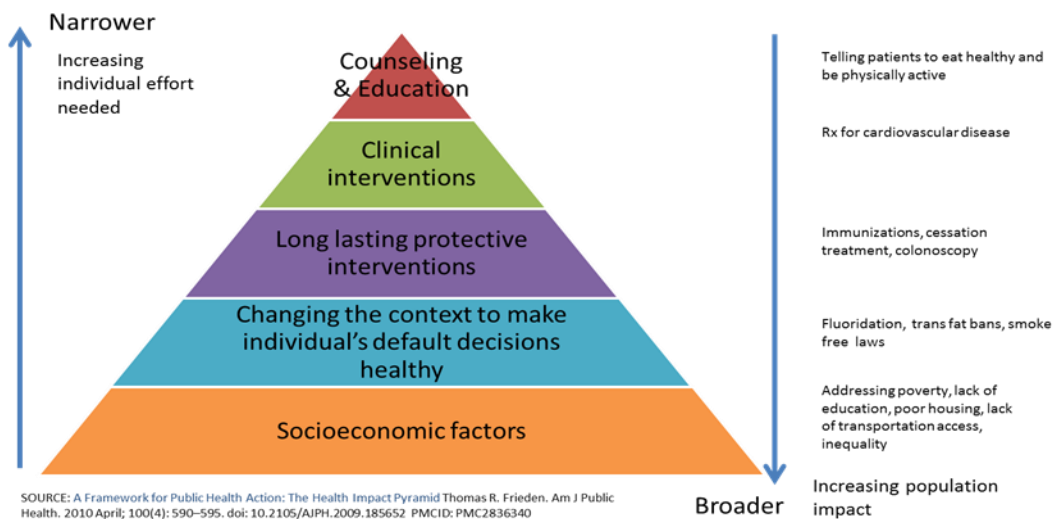 Narrower
Increasing
individual effort
needed
Counseling
& Education
Telling patients to eat healthy and
be physically active
Clinical
interventions
Rx for cardiovascular disease
Long lasting protective
interventions
Immunizations, cessation
treatment, colonoscopy
Changing the context to make
individual’s default decisions
healthy
Fluoridation, trans fat bans, smoke
free laws
Socioeconomic factors
Addressing poverty, lack of
education, poor housing, lack
of transportation access,
inequality
SOURCE: A Framework for Public Health Action: The Health Impact Pyramid Thomas R. Frieden. Am J Public
Health. 2010 April; 100(4): 590–595. doi: 10.2105/AJPH.2009.185652 PMCID: PMC2836340
Broader
Increasing population
impact